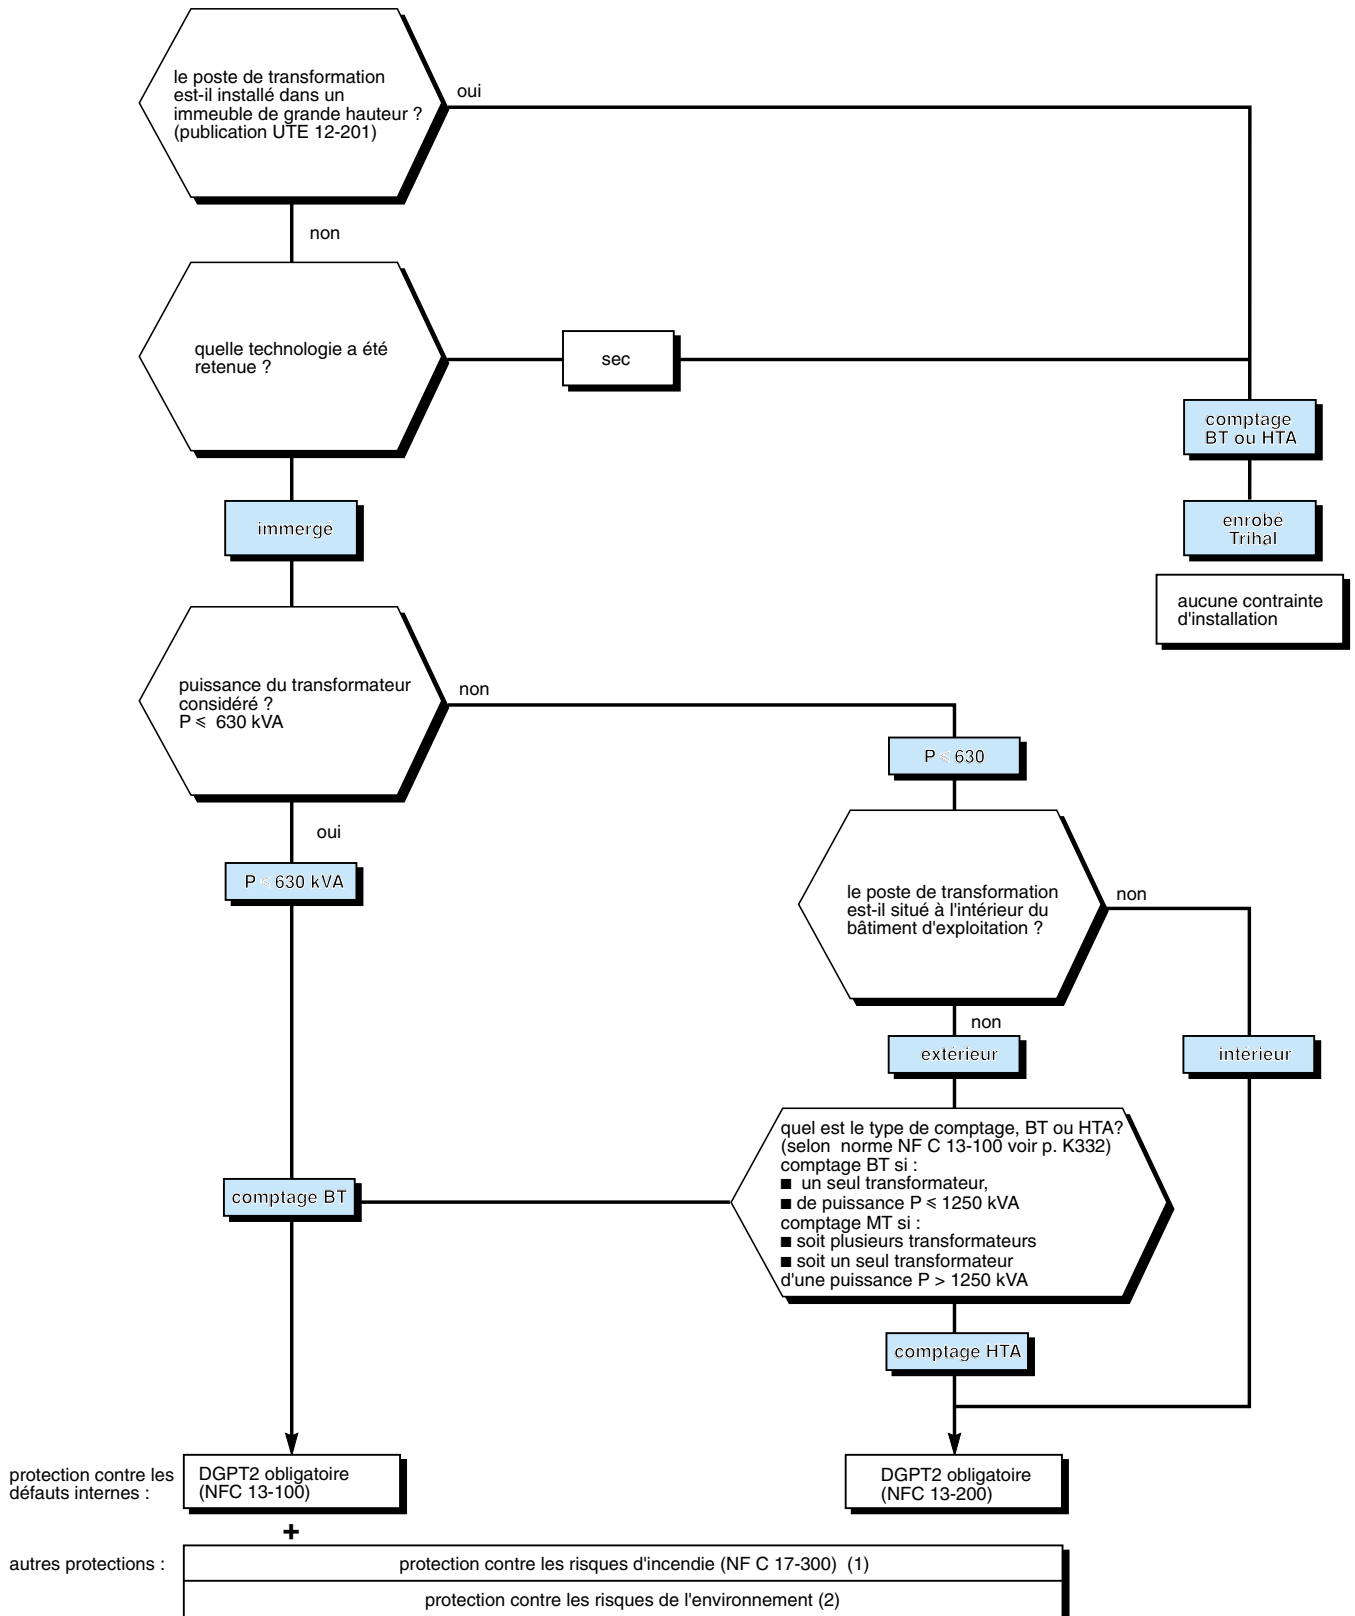 le poste de transformation
est-il installé dans un
immeuble de grande hauteur ?
(publication UTE 12-201)
oui
non
quelle technologie a été
retenue ?
sec
comptage
BT ou HTA
immergé
enrobé
Trihal
aucune contrainte
d'installation
puissance du transformateur
considéré ?
P ⩽ 630 kVA
non
P ⩽ 630
oui
P ⩽ 630 kVA
le poste de transformation
est-il situé à l'intérieur du
bâtiment d'exploitation ?
non
non
extérieur
intérieur
quel est le type de comptage, BT ou HTA?
(selon norme NF C 13-100 voir p. K332)
comptage BT si :
■ un seul transformateur,
■ de puissance P ⩽ 1250 kVA
comptage MT si :
■ soit plusieurs transformateurs
■ soit un seul transformateur
d'une puissance P > 1250 kVA
comptage BT
comptage HTA
protection contre les
défauts internes :
DGPT2 obligatoire
(NFC 13-100)
DGPT2 obligatoire
(NFC 13-200)
+
autres protections :
protection contre les risques d'incendie (NF C 17-300) (1)
protection contre les risques de l'environnement (2)